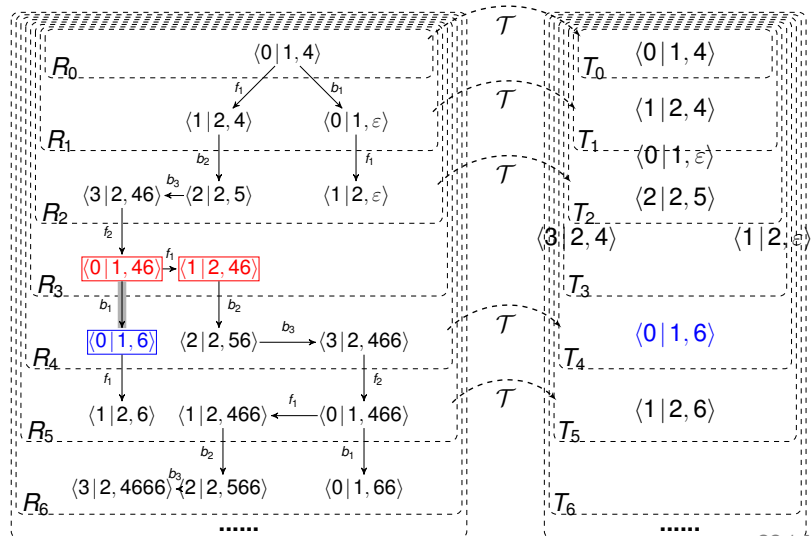 ⟨0|1,4⟩ 𝒯 ⟨0|1,4⟩
R₀ T₀
f₁ b₁
⟨1|2,4⟩ ⟨0|1,ε⟩ 𝒯 ⟨1|2,4⟩
R₁ T₁
b₂ f₁ ⟨0|1,ε⟩
⟨3|2,46⟩ b₃ ⟨2|2,5⟩ ⟨1|2,ε⟩ 𝒯 ⟨2|2,5⟩
R₂ T₂
f₂ ⟨3|2,4⟩ ⟨1|2,ε⟩
⟨0|1,46⟩ f₁ ⟨1|2,46⟩
R₃ T₃
b₁ b₂
⟨0|1,6⟩ ⟨2|2,56⟩ b₃ ⟨3|2,466⟩ 𝒯 ⟨0|1,6⟩
R₄ T₄
f₁ f₂
⟨1|2,6⟩ ⟨1|2,466⟩ f₁ ⟨0|1,466⟩ 𝒯 ⟨1|2,6⟩
R₅ T₅
b₂ b₁
⟨3|2,4666⟩ b₃ ⟨2|2,566⟩ ⟨0|1,66⟩
R₆ T₆
...... ......